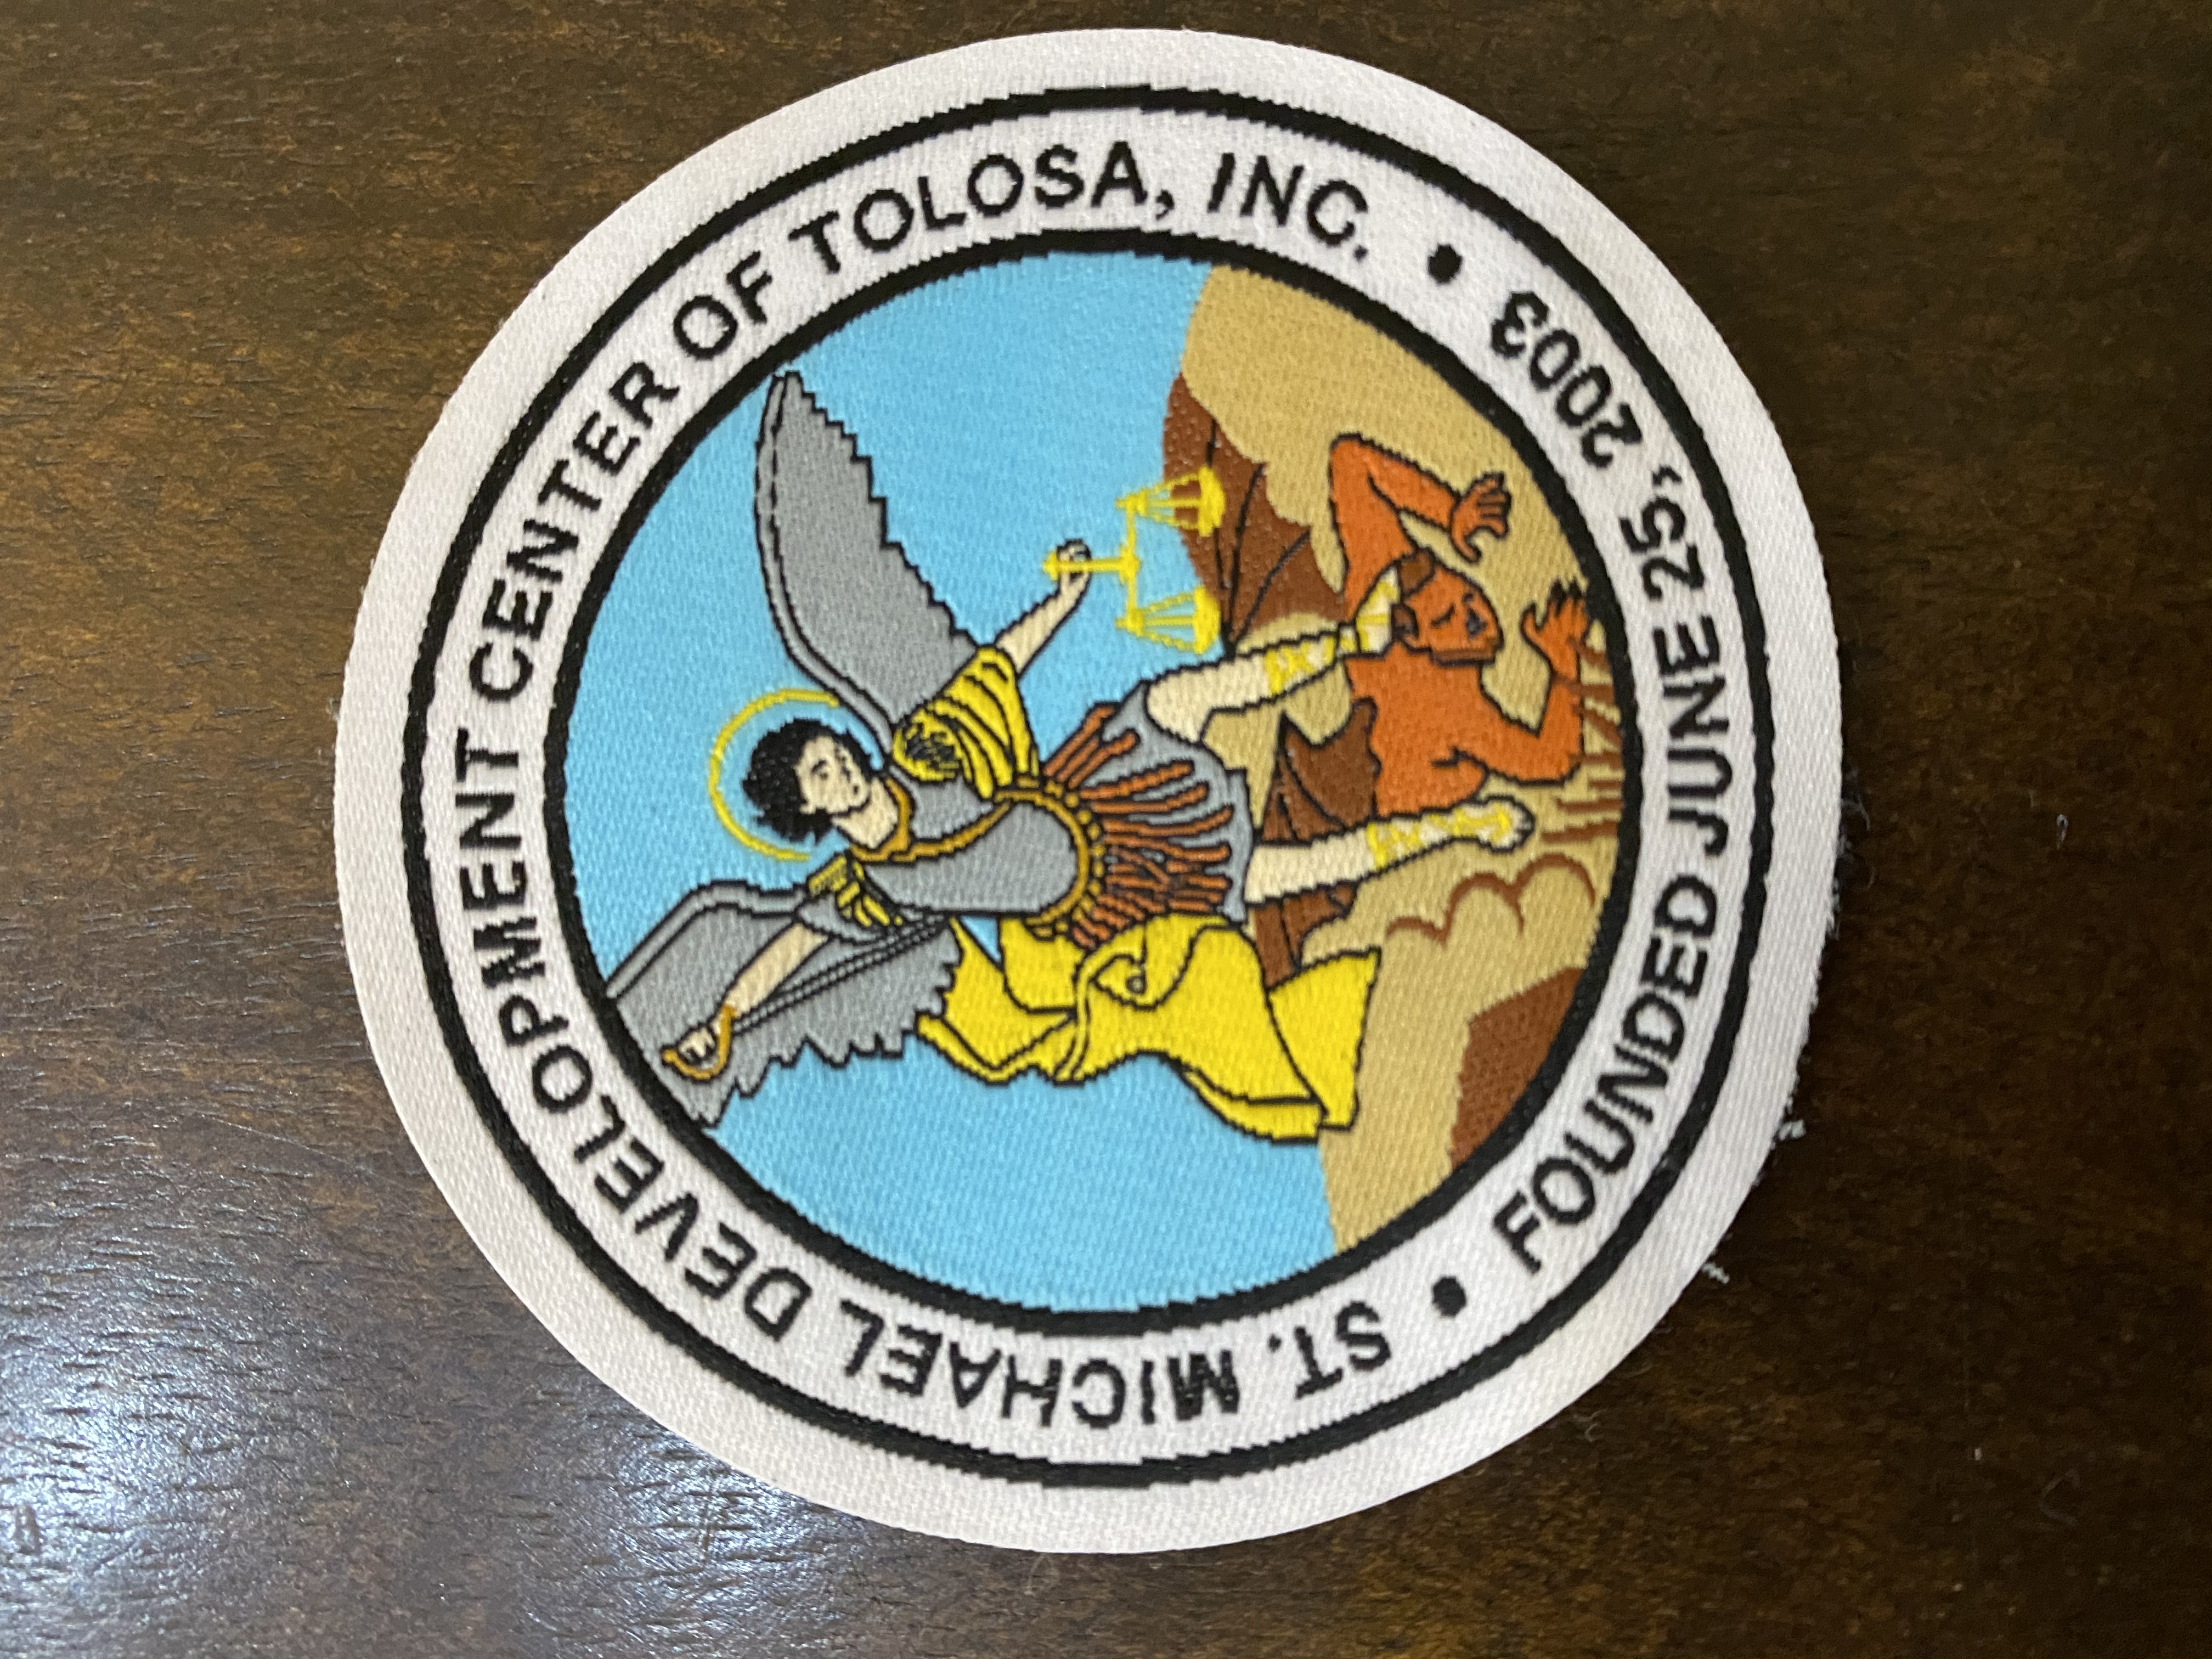 ST. MICHAEL DEVELOPMENT CENTER OF TOLOSA, INC.
• FOUNDED JUNE 25, 2003 •